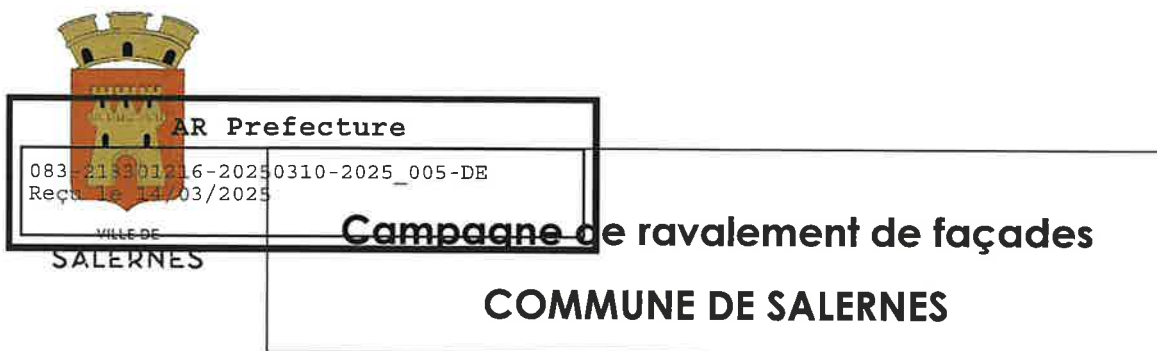 AR Prefecture
083-218301216-20250310-2025_005-DE
Reçu le 14/03/2025
VILLE DE
SALERNES
Campagne de ravalement de façades
COMMUNE DE SALERNES